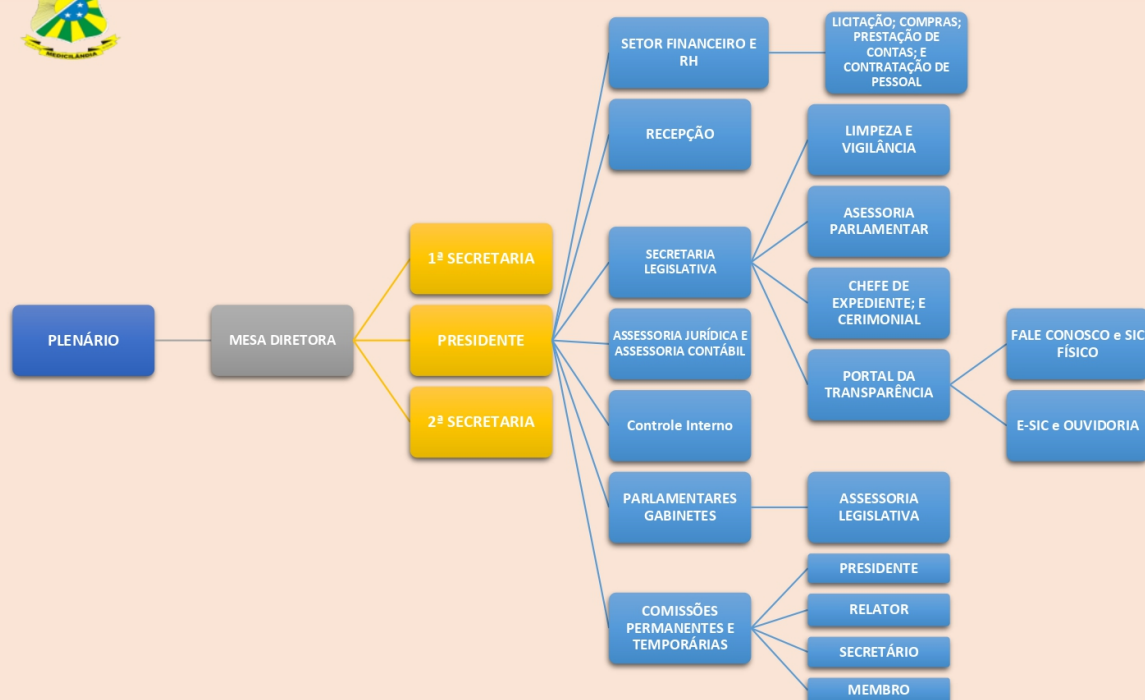 MEDICILÂNDIA
PLENÁRIO
MESA DIRETORA
1ª SECRETARIA
PRESIDENTE
2ª SECRETARIA
SETOR FINANCEIRO E
RH
LICITAÇÃO; COMPRAS;
PRESTAÇÃO DE
CONTAS; E
CONTRATAÇÃO DE
PESSOAL
RECEPÇÃO
SECRETARIA
LEGISLATIVA
LIMPEZA E
VIGILÂNCIA
ASESSORIA
PARLAMENTAR
CHEFE DE
EXPEDIENTE; E
CERIMONIAL
PORTAL DA
TRANSPARÊNCIA
FALE CONOSCO e SIC
FÍSICO
E-SIC e OUVIDORIA
ASSESSORIA JURÍDICA E
ASSESSORIA CONTÁBIL
Controle Interno
PARLAMENTARES
GABINETES
ASSESSORIA
LEGISLATIVA
COMISSÕES
PERMANENTES E
TEMPORÁRIAS
PRESIDENTE
RELATOR
SECRETÁRIO
MEMBRO